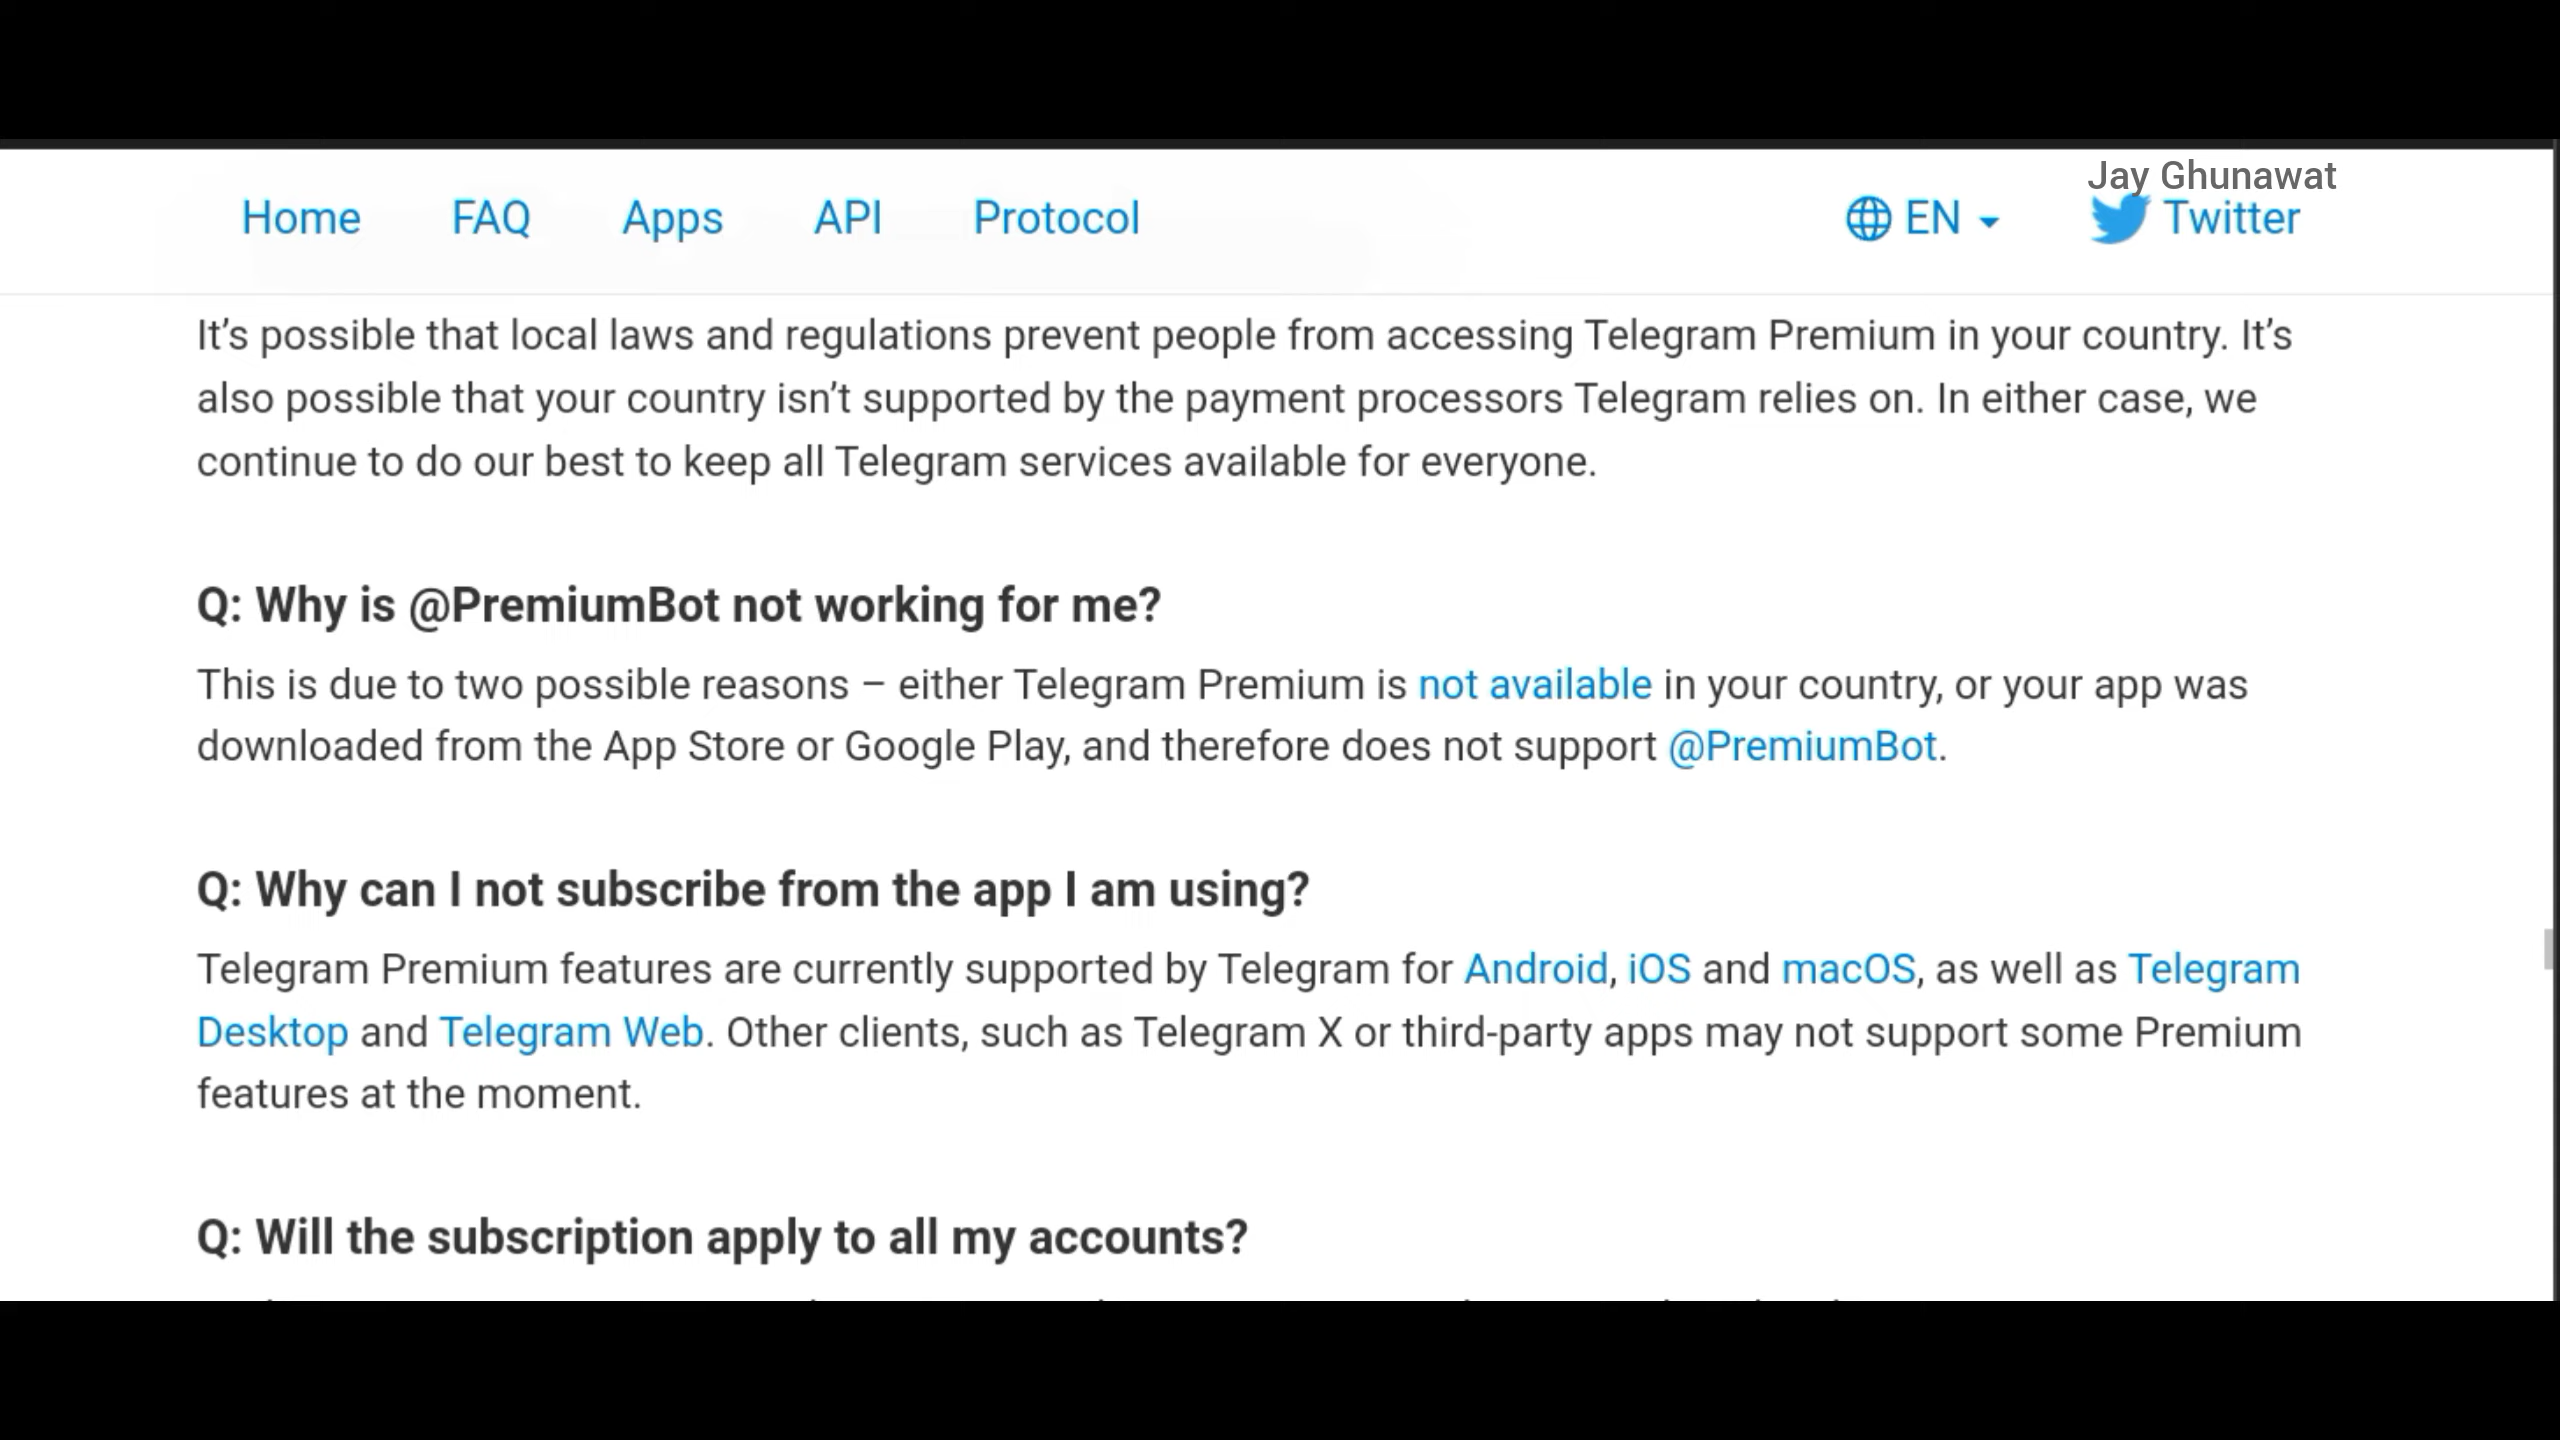 Jay Ghunawat
Home FAQ Apps API Protocol EN Twitter
It’s possible that local laws and regulations prevent people from accessing Telegram Premium in your country. It’s
also possible that your country isn’t supported by the payment processors Telegram relies on. In either case, we
continue to do our best to keep all Telegram services available for everyone.
Q: Why is @PremiumBot not working for me?
This is due to two possible reasons – either Telegram Premium is not available in your country, or your app was
downloaded from the App Store or Google Play, and therefore does not support @PremiumBot.
Q: Why can I not subscribe from the app I am using?
Telegram Premium features are currently supported by Telegram for Android, iOS and macOS, as well as Telegram
Desktop and Telegram Web. Other clients, such as Telegram X or third-party apps may not support some Premium
features at the moment.
Q: Will the subscription apply to all my accounts?